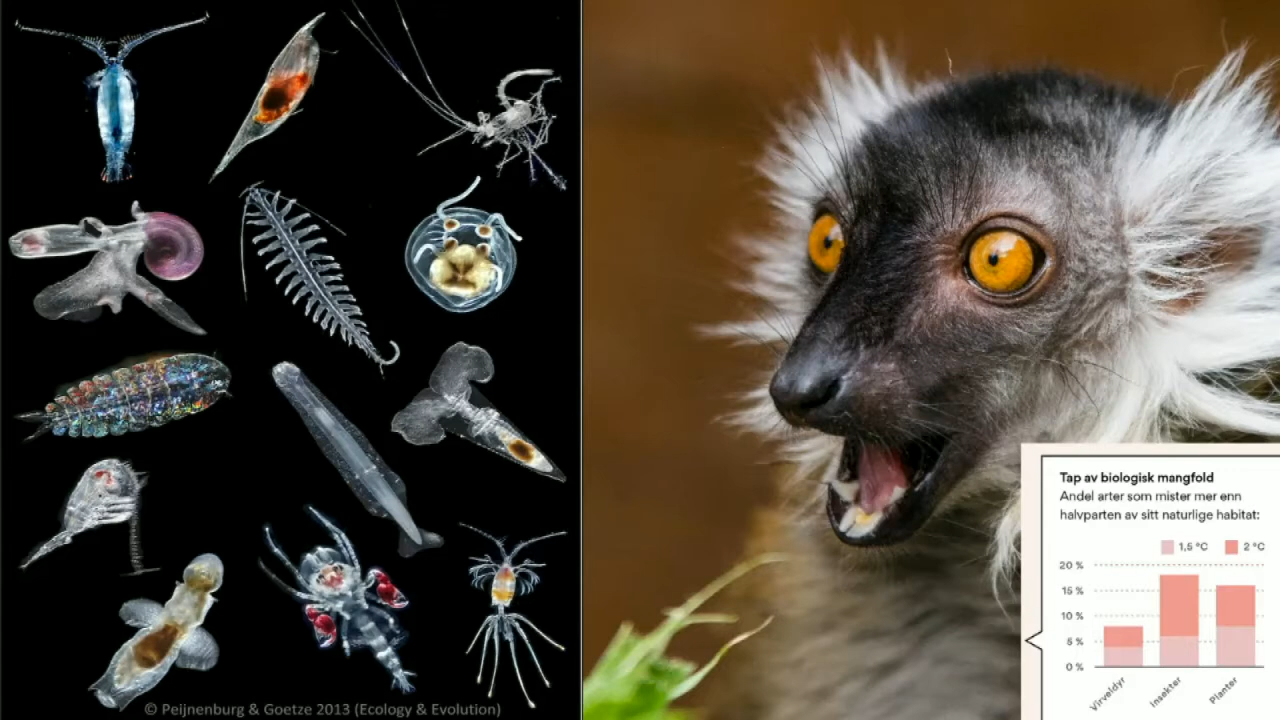 © Peijnenburg & Goetze 2013 (Ecology & Evolution)
Tap av biologisk mangfold
Andel arter som mister mer enn
halvparten av sitt naturlige habitat:
1,5 °C 2 °C
20 %
15 %
10 %
5 %
0 %
Virveldyr Insekter Planter